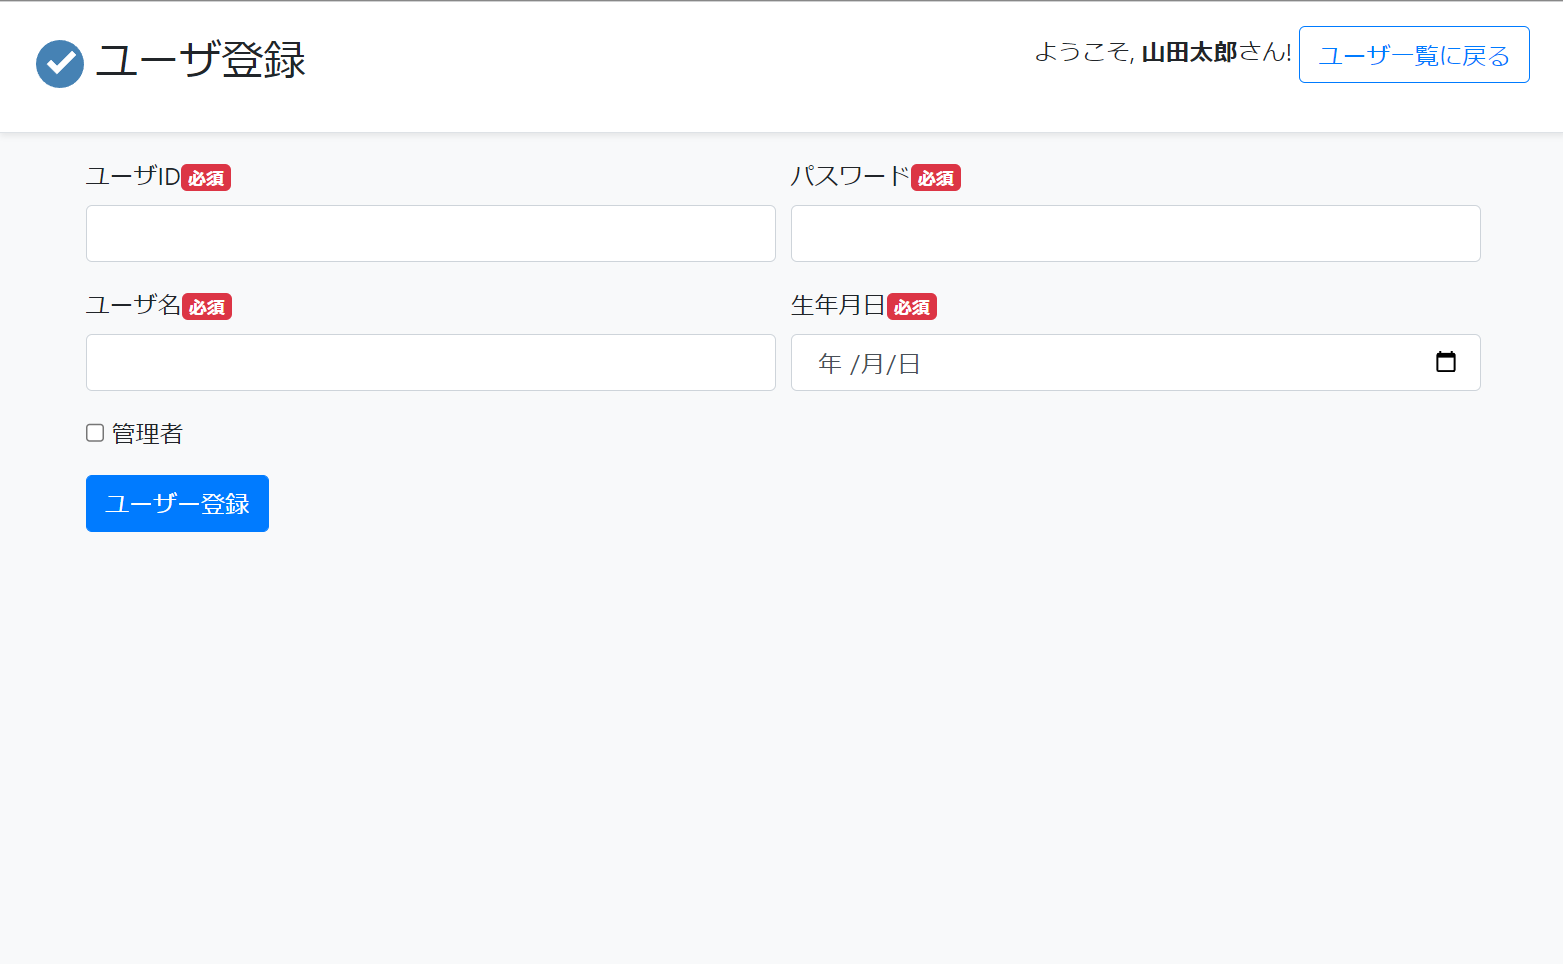 ユーザ登録
ようこそ, 山田太郎さん! ユーザ一覧に戻る
ユーザID必須
パスワード必須
ユーザ名必須
生年月日必須
年 /月/日
管理者
ユーザー登録